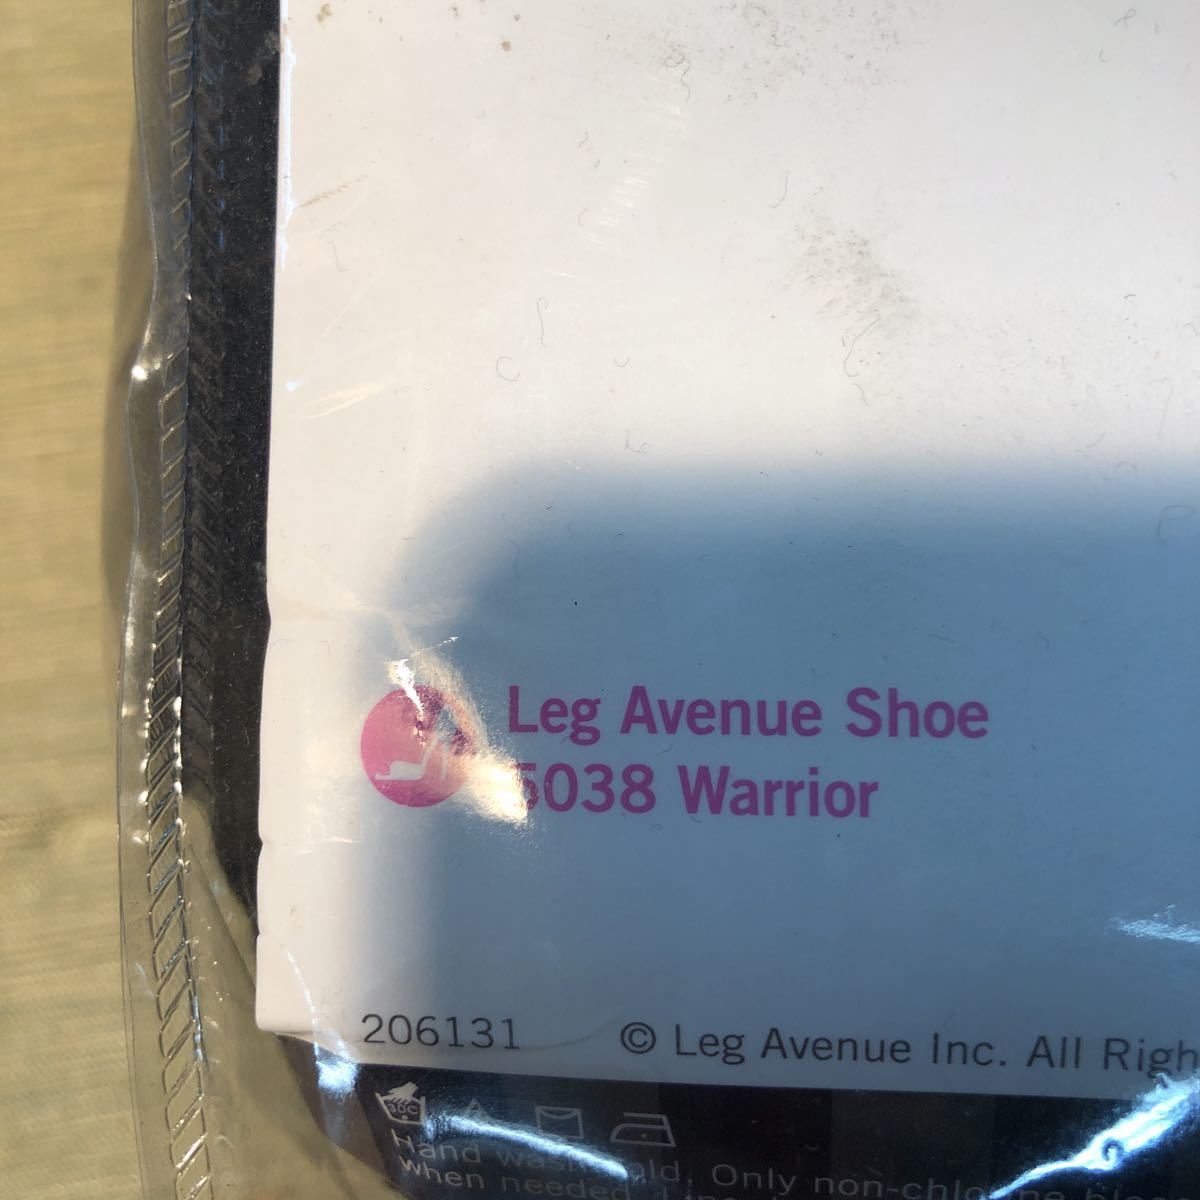 Leg Avenue Shoe
5038 Warrior
206131 © Leg Avenue Inc. All Righ
30C
Hand wash cold, Only non-chlo
when needed,